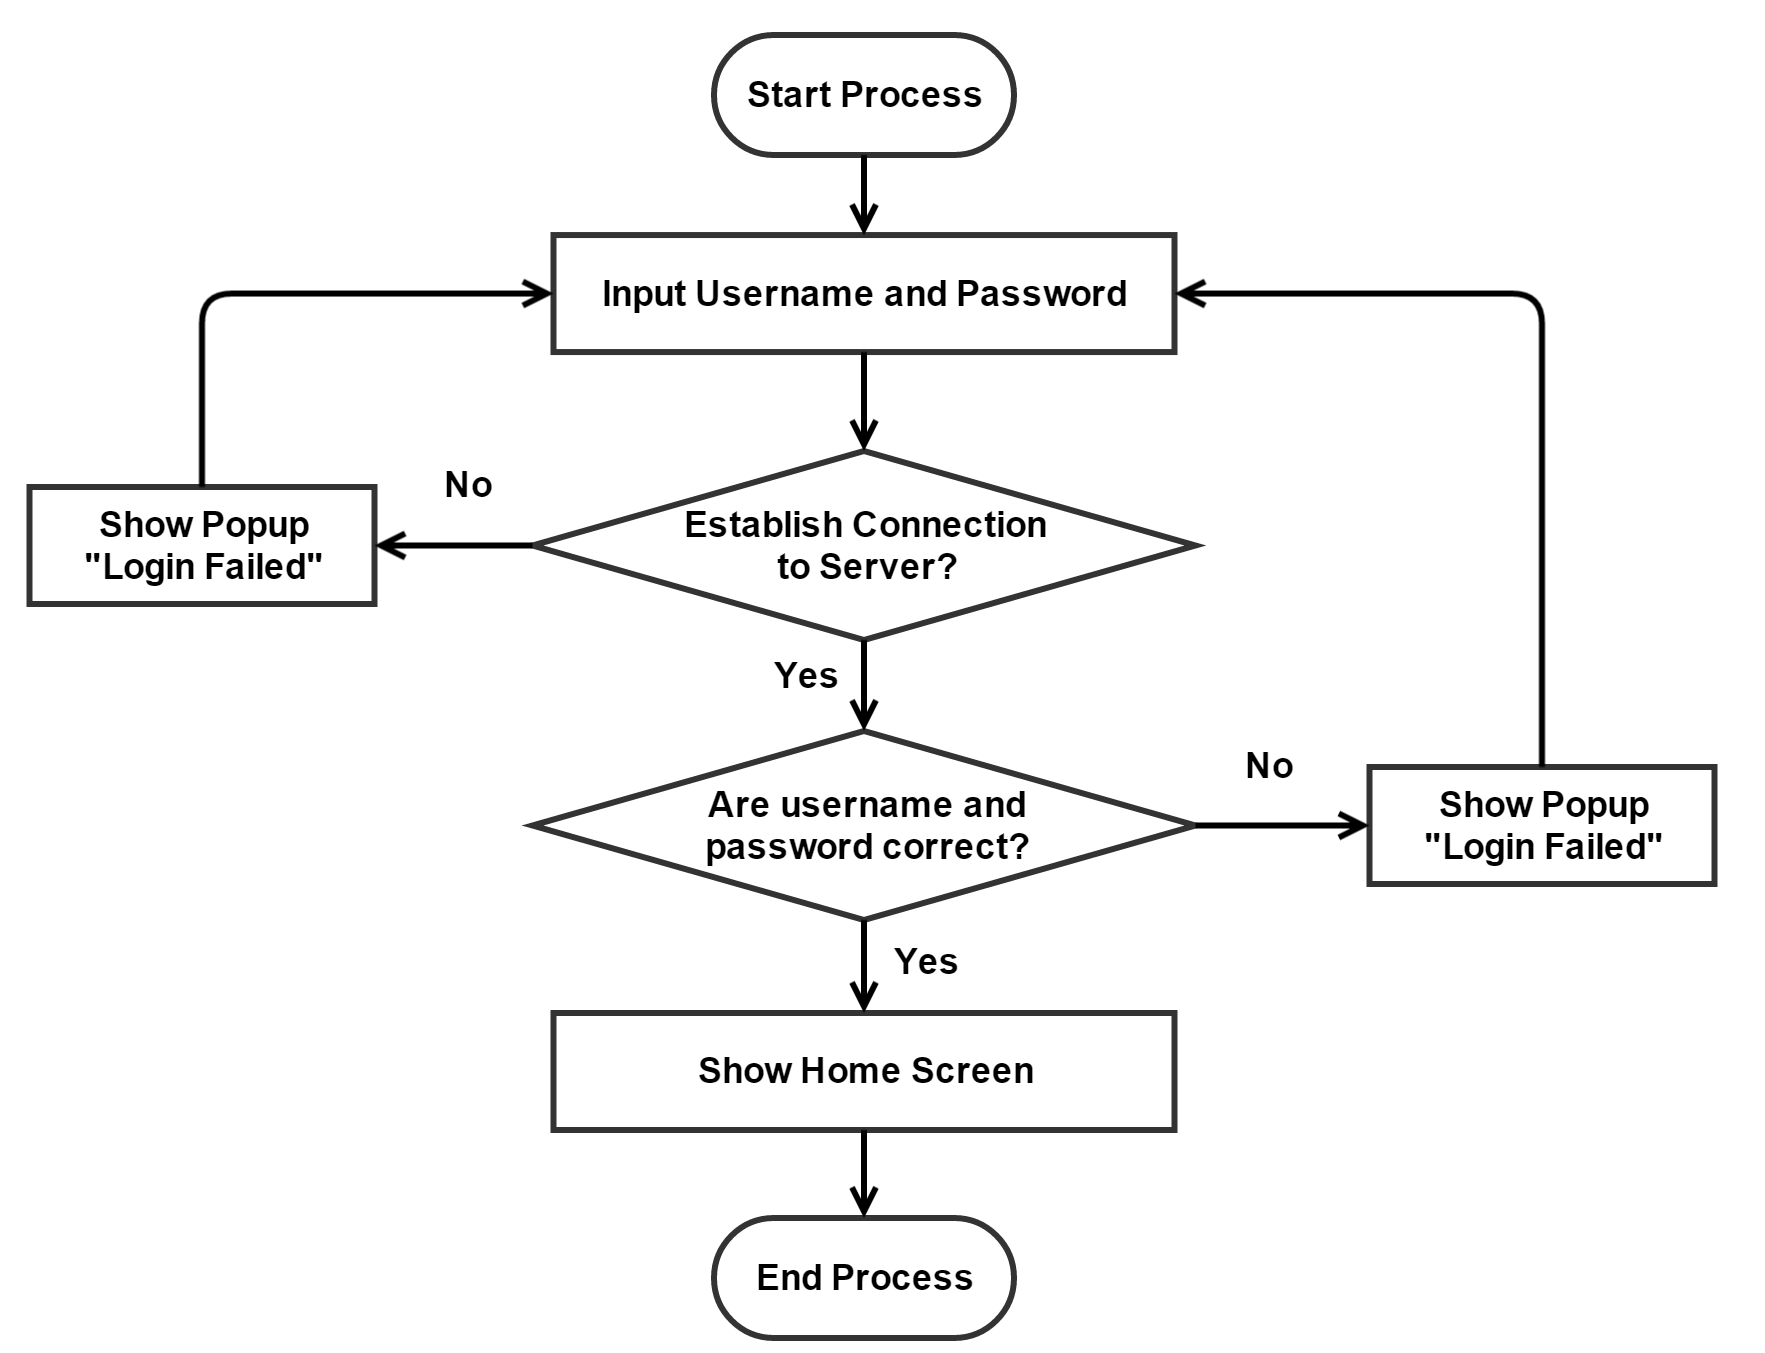 Start Process
Input Username and Password
No
Show Popup
"Login Failed"
Establish Connection
to Server?
Yes
No
Are username and
password correct?
Show Popup
"Login Failed"
Yes
Show Home Screen
End Process